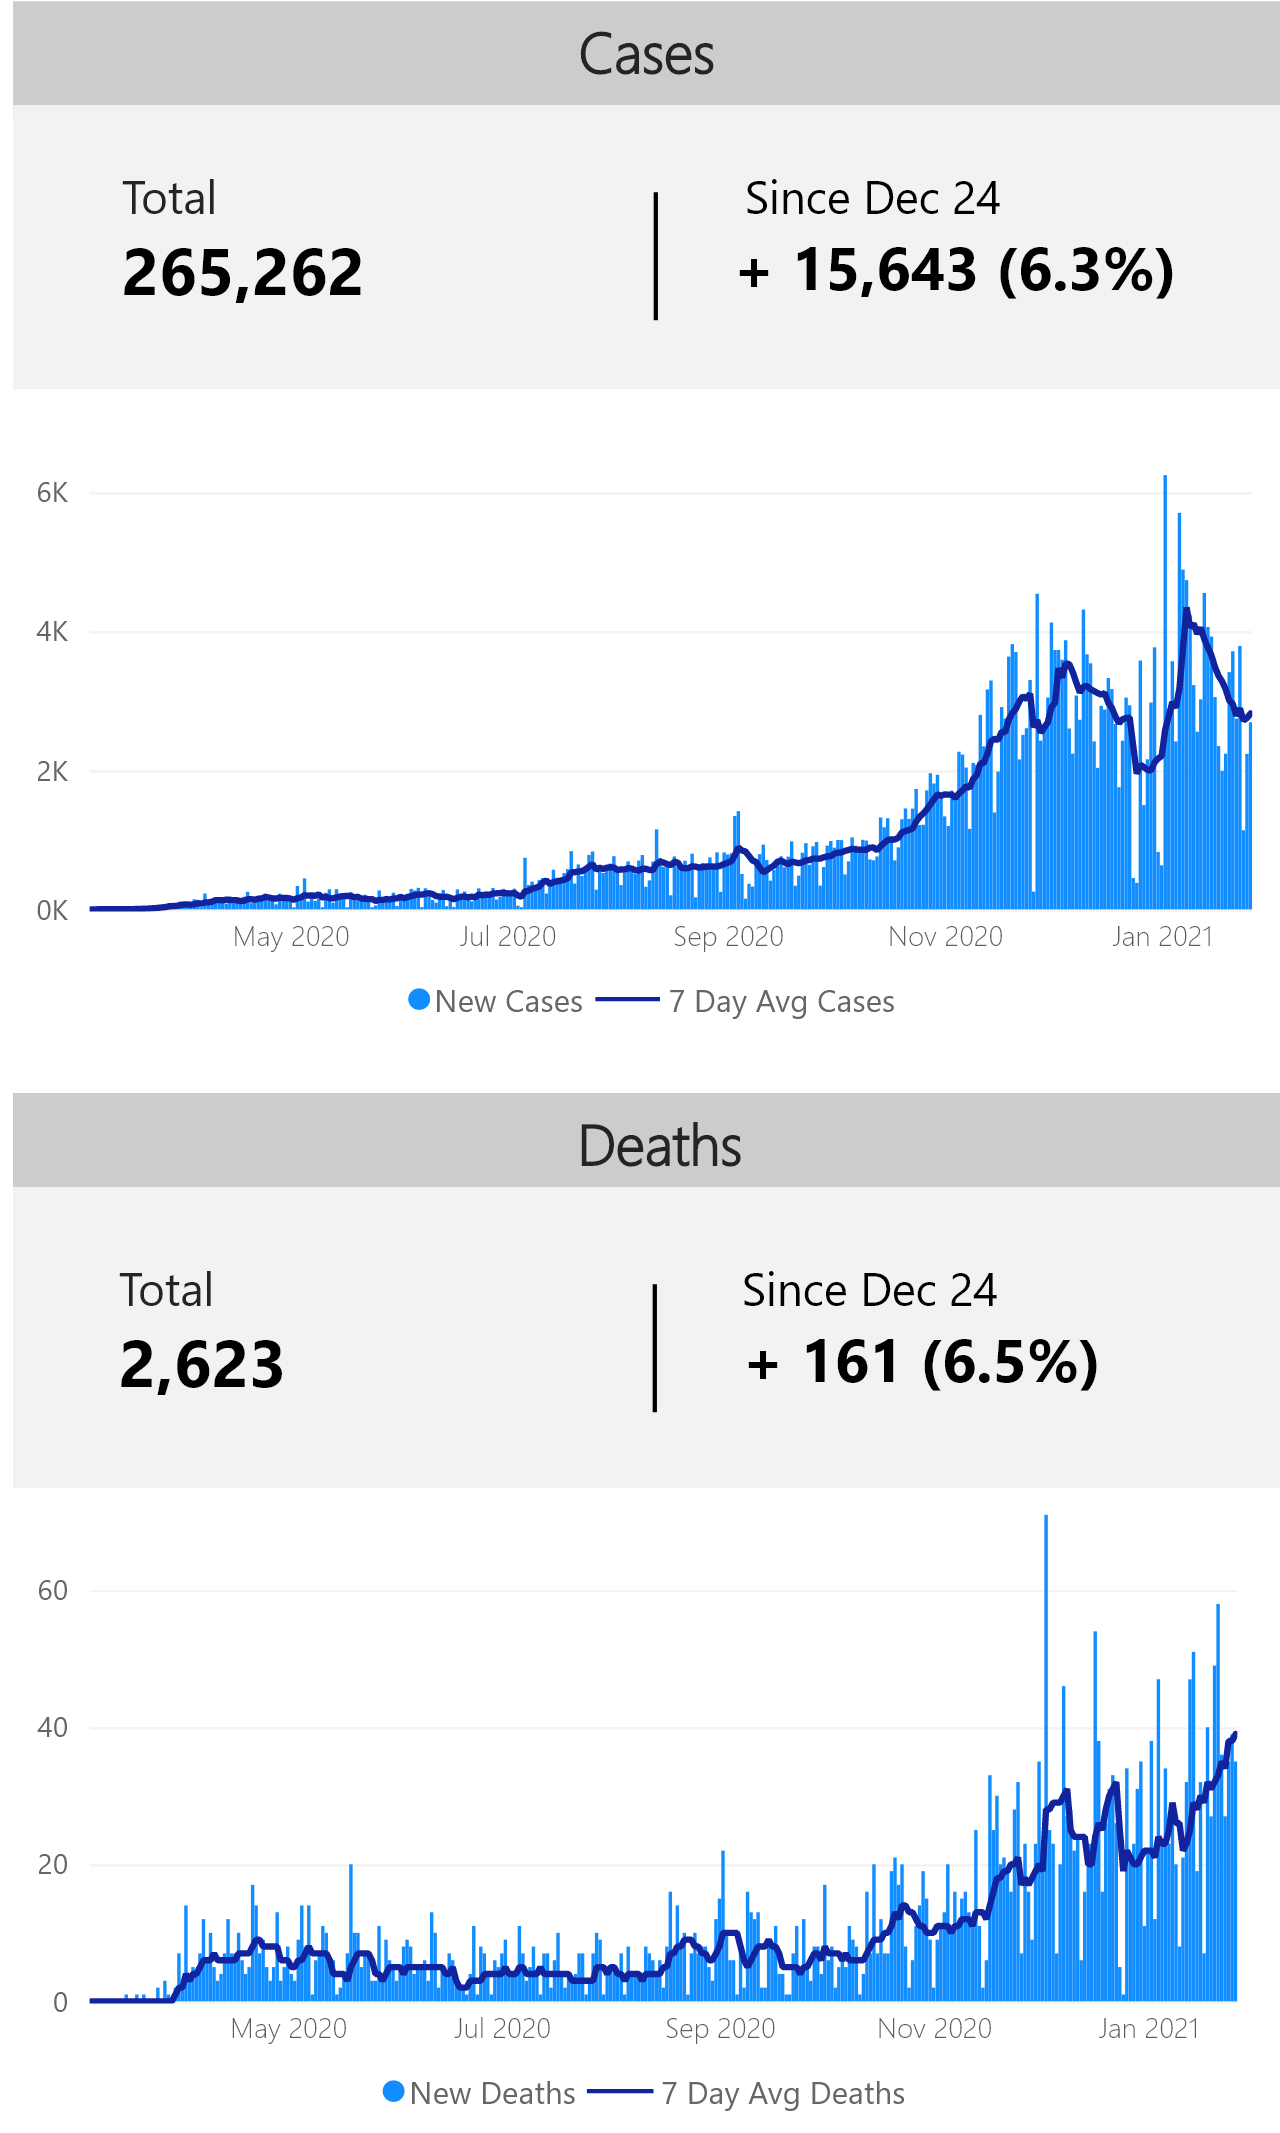 Cases
Total
Since Dec 24
265,262
+ 15,643 (6.3%)
6K
4K
2K
0K
May 2020
Jul 2020
Sep 2020
Nov 2020
Jan 2021
New Cases
7 Day Avg Cases
Deaths
Total
Since Dec 24
2,623
+ 161 (6.5%)
60
40
20
0
May 2020
Jul 2020
Sep 2020
Nov 2020
Jan 2021
New Deaths
7 Day Avg Deaths